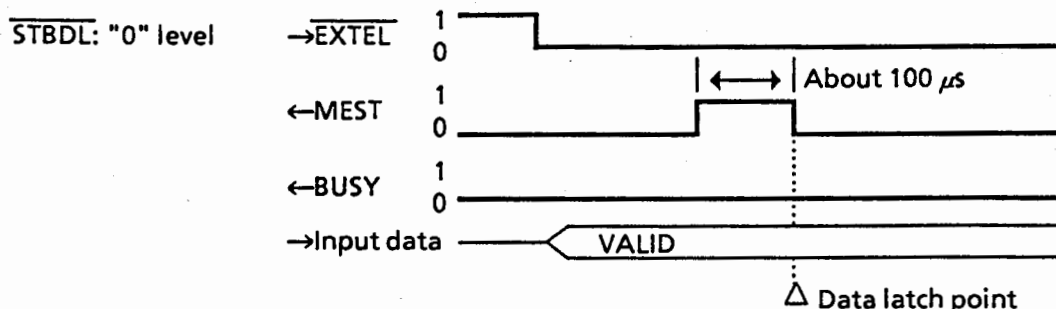 STBDL: "0" level →EXTEL 1 0
About 100 μs
←MEST 1 0
←BUSY 1 0
→Input data VALID
Δ Data latch point